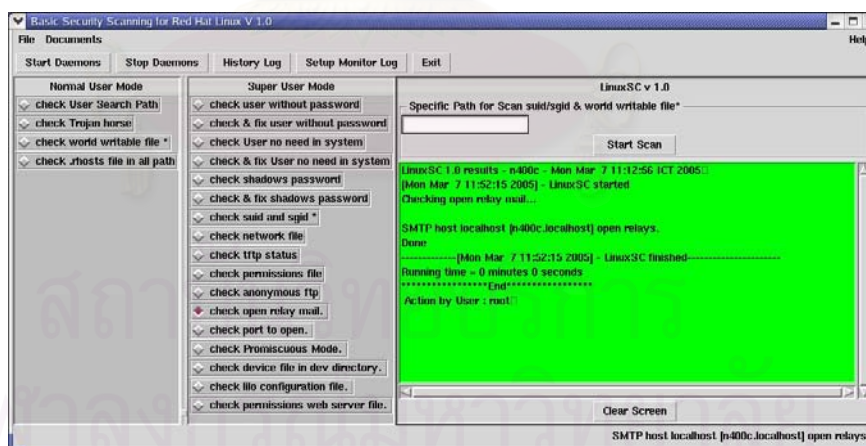 Basic Security Scanning for Red Hat Linux V 1.0
File Documents Help
Start Daemons Stop Daemons History Log Setup Monitor Log Exit
Normal User Mode
check User Search Path
check Trojan horse
check world writable file *
check .rhosts file in all path
Super User Mode
check user without password
check & fix user without password
check User no need in system
check & fix User no need in system
check shadows password
check & fix shadows password
check suid and sgid *
check network file
check tftp status
check permissions file
check anonymous ftp
check open relay mail.
check port to open.
check Promiscuous Mode.
check device file in dev directory.
check lilo configuration file.
check permissions web server file.
LinuxSC v 1.0
Specific Path for Scan suid/sgid & world writable file*
Start Scan
LinuxSC 1.0 results - n400c - Mon Mar 7 11:12:56 ICT 2005
[Mon Mar 7 11:52:15 2005] - LinuxSC started
Checking open relay mail...
SMTP host localhost [n400c.localhost] open relays.
Done
-------------[Mon Mar 7 11:52:15 2005] - LinuxSC finished-----------------------
Running time = 0 minutes 0 seconds
*****************End*****************
Action by User : root
Clear Screen
SMTP host localhost [n400c.localhost] open relays